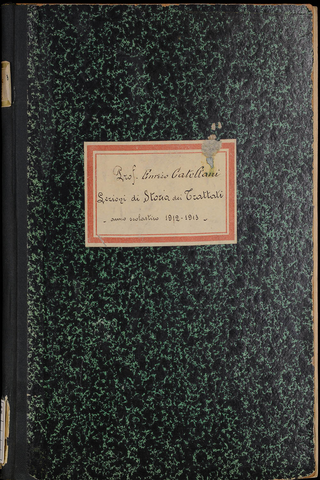 Prof. Enrico Catellani
Lezioni di Storia dei Trattati
- anno scolastico 1912-1913 -